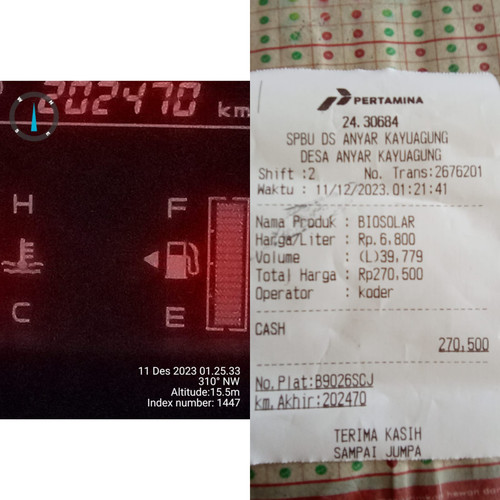 202470 km
H
F
C
E
11 Des 2023 01.25.33
310° NW
Altitude:15.5m
Index number: 1447
PERTAMINA
24.30684
SPBU DS ANYAR KAYUAGUNG
DESA ANYAR KAYUAGUNG
Shift :2 No. Trans:2676201
Waktu : 11/12/2023.01:21:41
Nama Produk : BIOSOLAR
Harga/Liter : Rp.6,800
Volume : (L)39,779
Total Harga : Rp270,500
Operator : koder
CASH
270,500
No.Plat:B9026SCJ
km.Akhir:202470
TERIMA KASIH
SAMPAI JUMPA